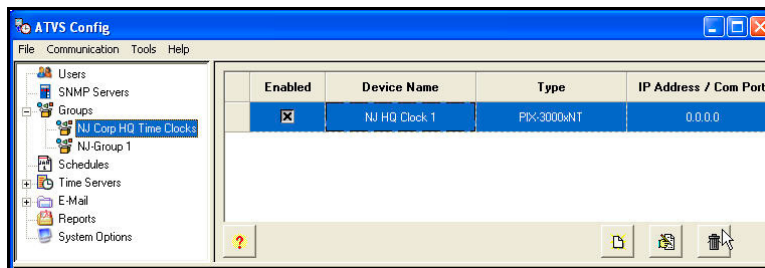 ATVS Config
File Communication Tools Help
Users
SNMP Servers
Groups
NJ Corp HQ Time Clocks
NJ-Group 1
Schedules
Time Servers
E-Mail
Reports
System Options
Enabled Device Name Type IP Address / Com Port
NJ HQ Clock 1 PIX-3000xNT 0.0.0.0
?